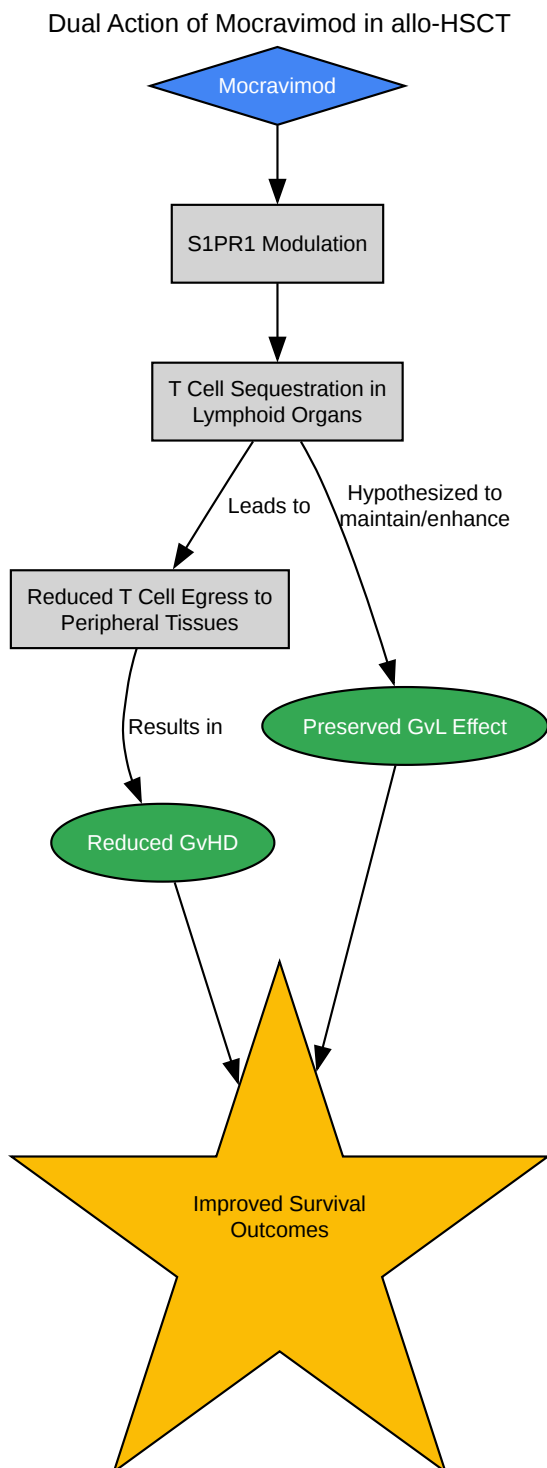 Dual Action of Mocravimod in allo-HSCT
Mocravimod
S1PR1 Modulation
T Cell Sequestration in
Lymphoid Organs
Leads to
Hypothesized to
maintain/enhance
Reduced T Cell Egress to
Peripheral Tissues
Results in
Preserved GvL Effect
Reduced GvHD
Improved Survival
Outcomes